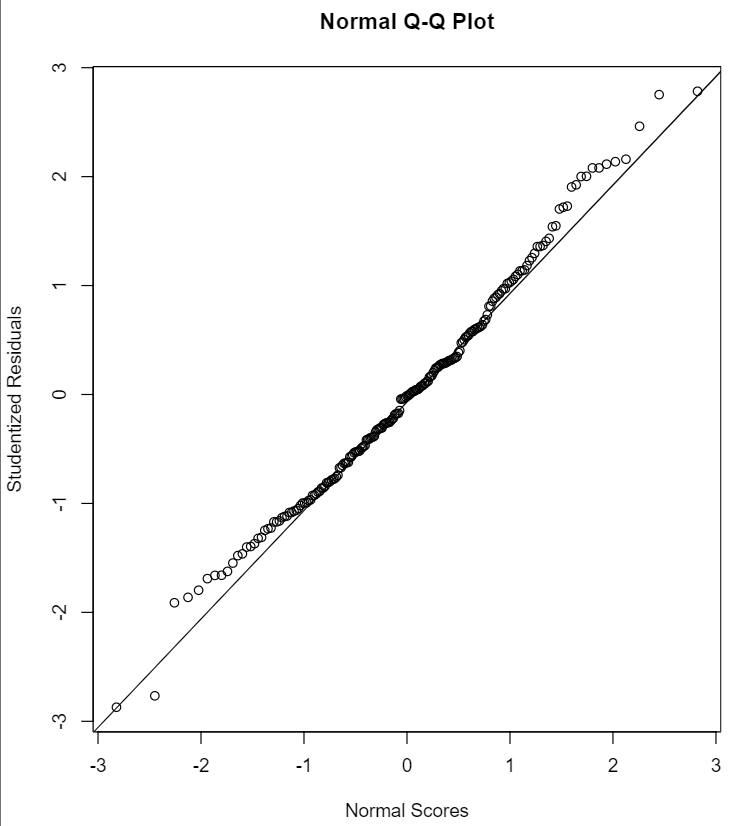 Normal Q-Q Plot
Studentized Residuals
3
2
1
0
-1
-2
-3
-3 -2 -1 0 1 2 3
Normal Scores